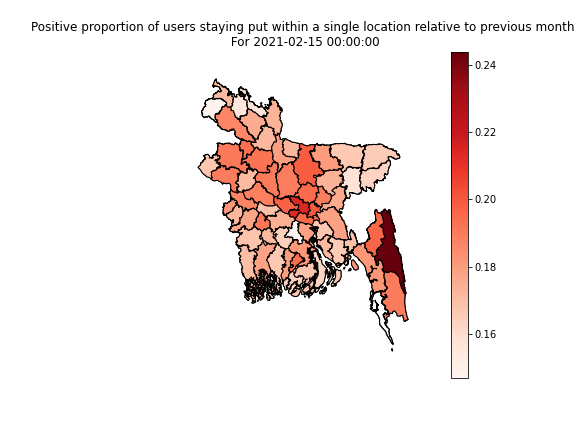 Positive proportion of users staying put within a single location relative to previous month
For 2021-02-15 00:00:00
0.24
0.22
0.20
0.18
0.16